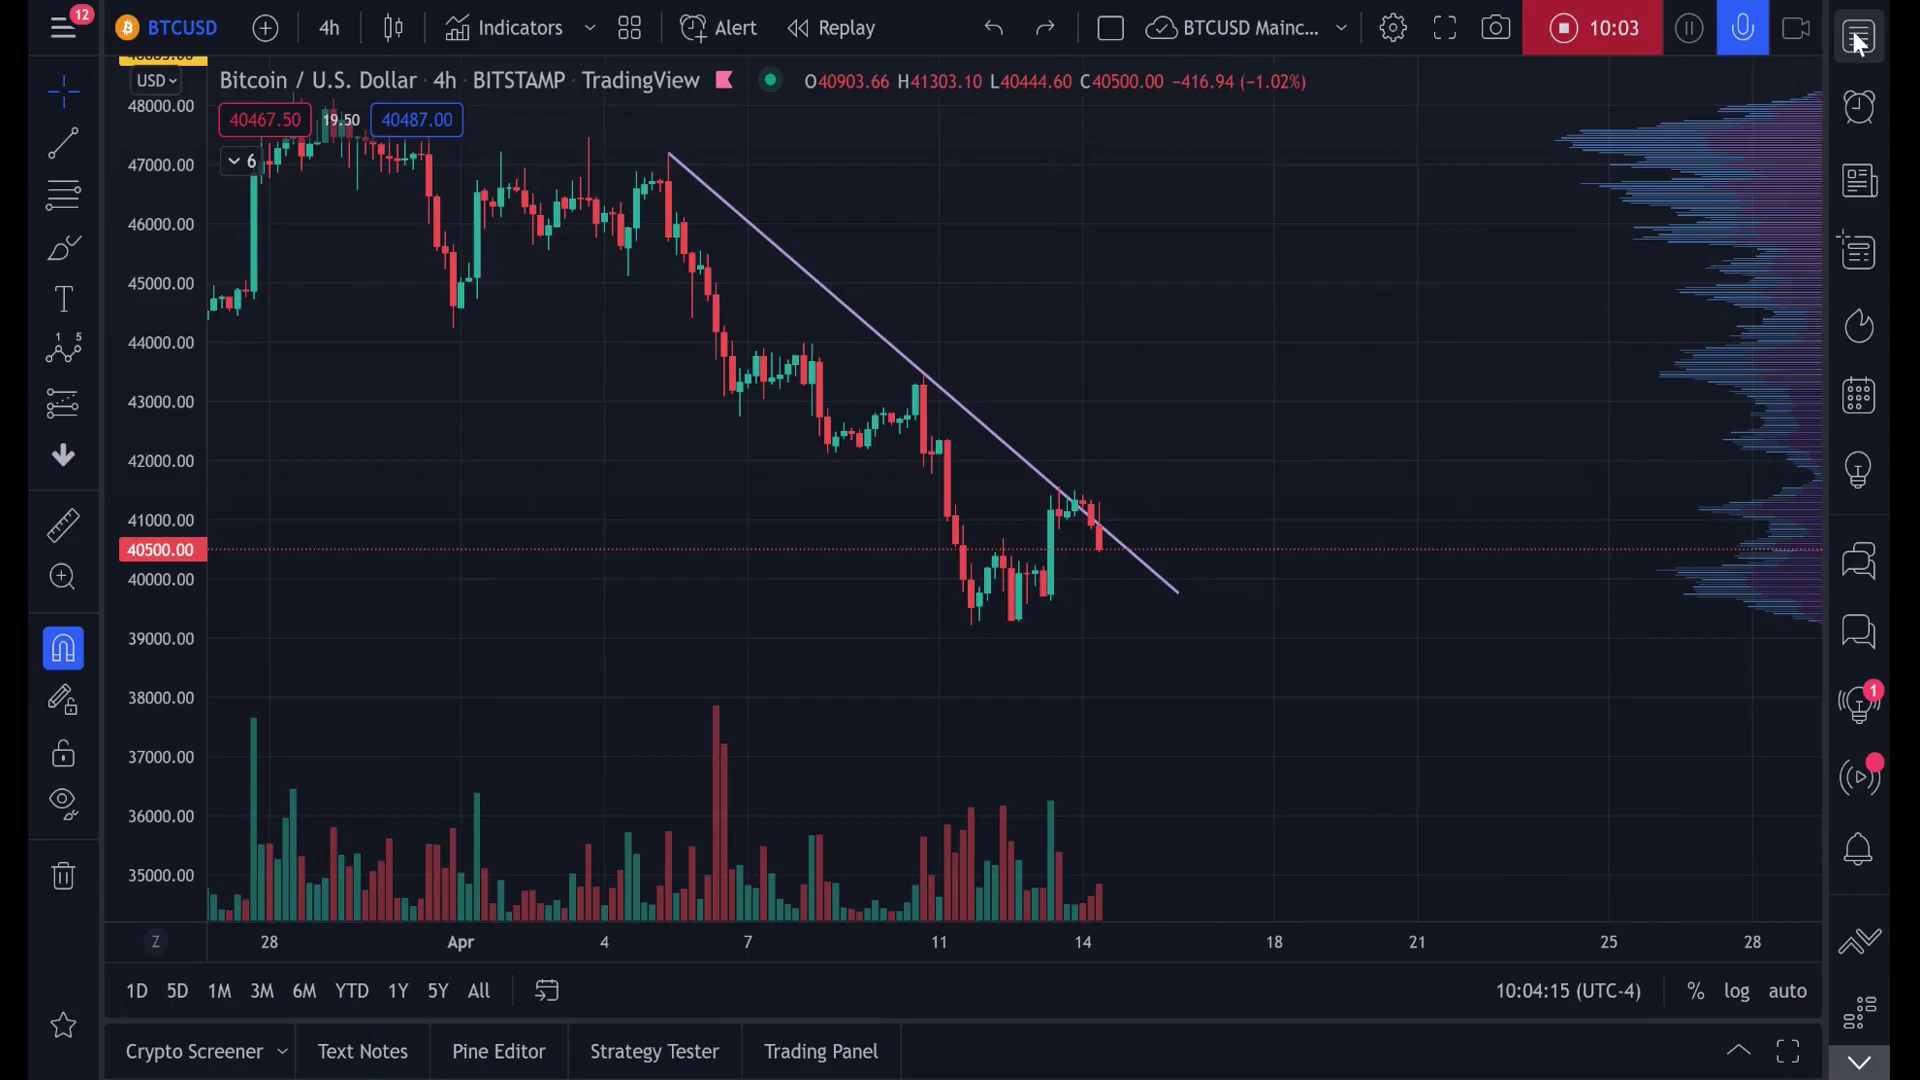 12
BTCUSD
4h
Indicators
Alert
Replay
BTCUSD Mainc...
10:03
USD
Bitcoin / U.S. Dollar · 4h · BITSTAMP · TradingView
O40903.66 H41303.10 L40444.60 C40500.00 −416.94 (−1.02%)
40467.50 19.50 40487.00
6
48000.00
47000.00
46000.00
45000.00
44000.00
43000.00
42000.00
41000.00
40500.00
40000.00
39000.00
38000.00
37000.00
36000.00
35000.00
T
1 5
1
Z
28 Apr 4 7 11 14 18 21 25 28
1D 5D 1M 3M 6M YTD 1Y 5Y All
10:04:15 (UTC-4)
% log auto
Crypto Screener
Text Notes
Pine Editor
Strategy Tester
Trading Panel